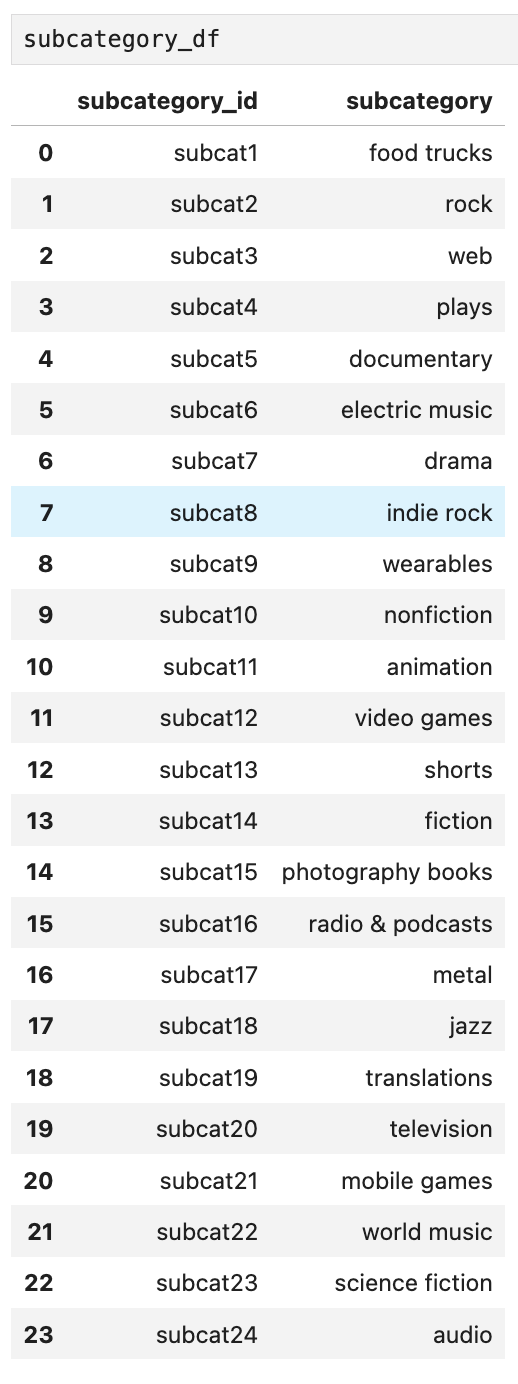 subcategory_df
subcategory_id subcategory
0 subcat1 food trucks
1 subcat2 rock
2 subcat3 web
3 subcat4 plays
4 subcat5 documentary
5 subcat6 electric music
6 subcat7 drama
7 subcat8 indie rock
8 subcat9 wearables
9 subcat10 nonfiction
10 subcat11 animation
11 subcat12 video games
12 subcat13 shorts
13 subcat14 fiction
14 subcat15 photography books
15 subcat16 radio & podcasts
16 subcat17 metal
17 subcat18 jazz
18 subcat19 translations
19 subcat20 television
20 subcat21 mobile games
21 subcat22 world music
22 subcat23 science fiction
23 subcat24 audio